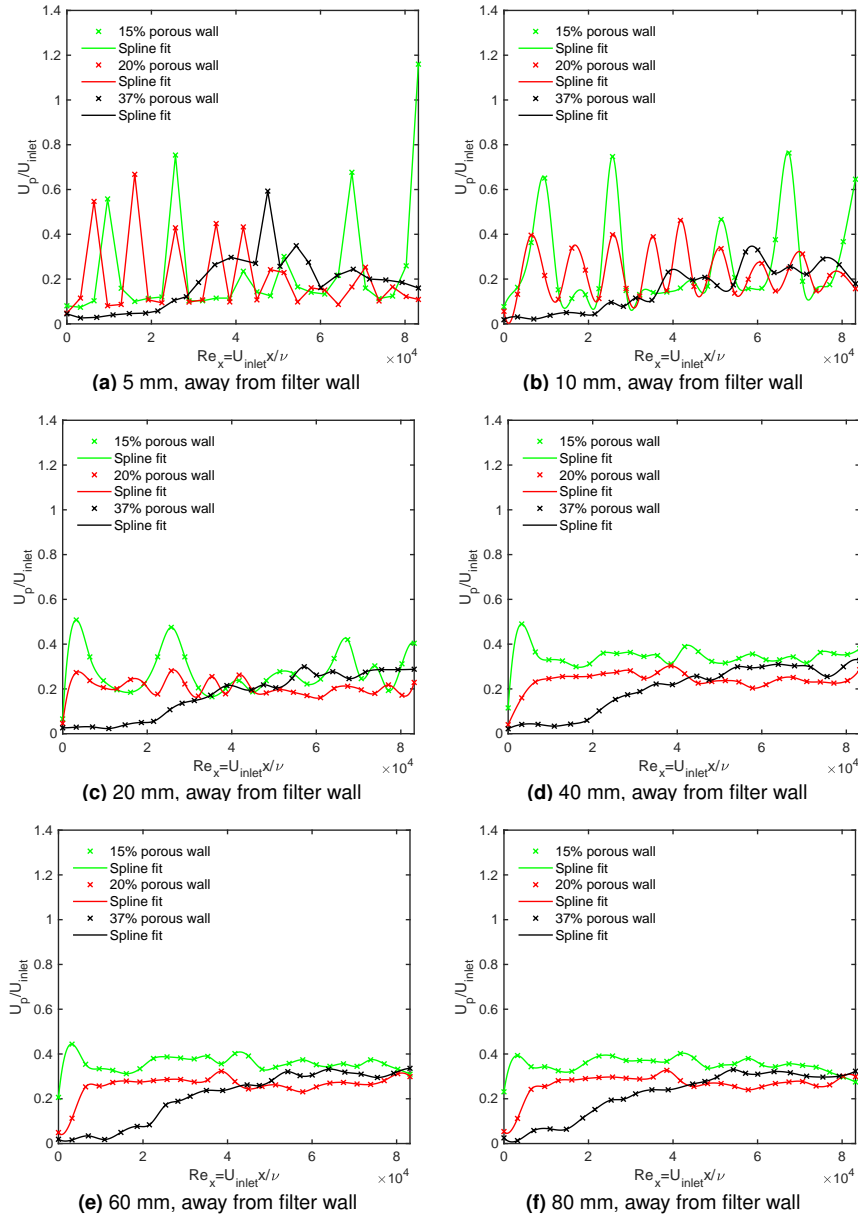 1.4
1.2
1
0.8
0.6
0.4
0.2
0
U_p/U_inlet
15% porous wall
Spline fit
20% porous wall
Spline fit
37% porous wall
Spline fit
0 2 4 6 8
×10^4
Re_x=U_inlet x/ν
(a) 5 mm, away from filter wall
1.4
1.2
1
0.8
0.6
0.4
0.2
0
U_p/U_inlet
15% porous wall
Spline fit
20% porous wall
Spline fit
37% porous wall
Spline fit
0 2 4 6 8
×10^4
Re_x=U_inlet x/ν
(b) 10 mm, away from filter wall
1.4
1.2
1
0.8
0.6
0.4
0.2
0
U_p/U_inlet
15% porous wall
Spline fit
20% porous wall
Spline fit
37% porous wall
Spline fit
0 2 4 6 8
×10^4
Re_x=U_inlet x/ν
(c) 20 mm, away from filter wall
1.4
1.2
1
0.8
0.6
0.4
0.2
0
U_p/U_inlet
15% porous wall
Spline fit
20% porous wall
Spline fit
37% porous wall
Spline fit
0 2 4 6 8
×10^4
Re_x=U_inlet x/ν
(d) 40 mm, away from filter wall
1.4
1.2
1
0.8
0.6
0.4
0.2
0
U_p/U_inlet
15% porous wall
Spline fit
20% porous wall
Spline fit
37% porous wall
Spline fit
0 2 4 6 8
×10^4
Re_x=U_inlet x/ν
(e) 60 mm, away from filter wall
1.4
1.2
1
0.8
0.6
0.4
0.2
0
U_p/U_inlet
15% porous wall
Spline fit
20% porous wall
Spline fit
37% porous wall
Spline fit
0 2 4 6 8
×10^4
Re_x=U_inlet x/ν
(f) 80 mm, away from filter wall